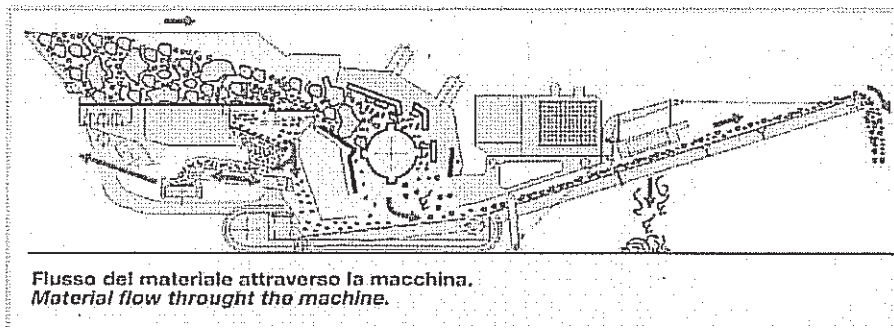 Flusso del materiale attraverso la macchina.
Material flow throught the machine.